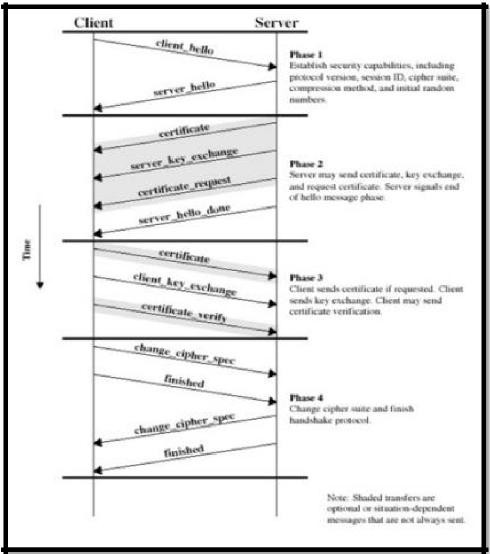 Client Server
client_hello
Phase 1
Establish security capabilities, including
protocol version, session ID, cipher suite,
compression method, and initial random
numbers.
server_hello
certificate
server_key_exchange
certificate_request
server_hello_done
Phase 2
Server may send certificate, key exchange,
and request certificate. Server signals end
of hello message phase.
Time
certificate
client_key_exchange
certificate_verify
Phase 3
Client sends certificate if requested. Client
sends key exchange. Client may send
certificate verification.
change_cipher_spec
finished
change_cipher_spec
finished
Phase 4
Change cipher suite and finish
handshake protocol.
Note: Shaded transfers are
optional or situation-dependent
messages that are not always sent.